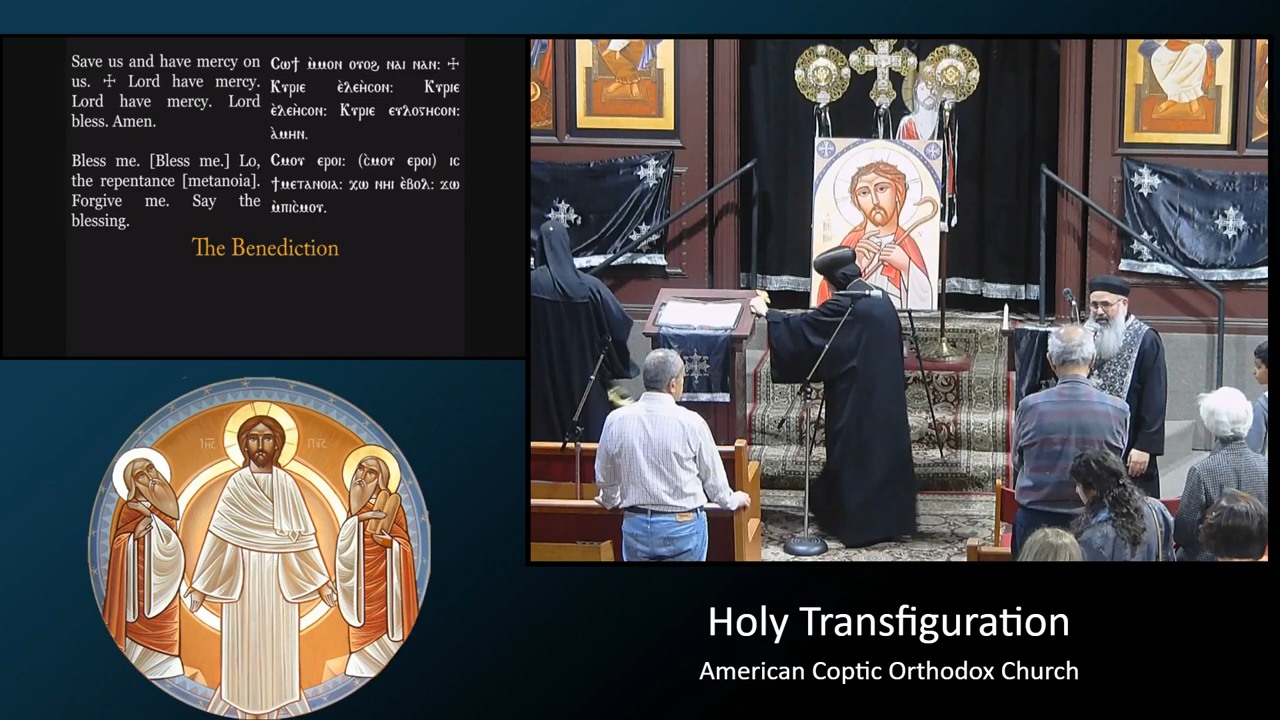 Save us and have mercy on
us. ☩ Lord have mercy.
Lord have mercy. Lord
bless. Amen.
Ⲥⲱϯ ⲙ̀ⲙⲟⲛ ⲟⲩⲟϩ ⲛⲁⲓ ⲛⲁⲛ: ☩
Ⲕⲩⲣⲓⲉ ⲉ̀ⲗⲉⲏ̀ⲥⲟⲛ: Ⲕⲩⲣⲓⲉ
ⲉ̀ⲗⲉⲏ̀ⲥⲟⲛ: Ⲕⲩⲣⲓⲉ ⲉⲩⲗⲟⲅⲏⲥⲟⲛ:
ⲁ̀ⲙⲏⲛ.
Bless me. [Bless me.] Lo,
the repentance [metanoia].
Forgive me. Say the
blessing.
Ⲥⲙⲟⲩ ⲉⲣⲟⲓ: (ⲥ̀ⲙⲟⲩ ⲉⲣⲟⲓ) ⲓⲥ
ϯⲙⲉⲧⲁⲛⲟⲓⲁ: ⲭⲱ ⲛⲏⲓ ⲉ̀ⲃⲟⲗ: ϫⲱ
ⲙ̀ⲡⲓⲥ̀ⲙⲟⲩ.
The Benediction
Holy Transfiguration
American Coptic Orthodox Church